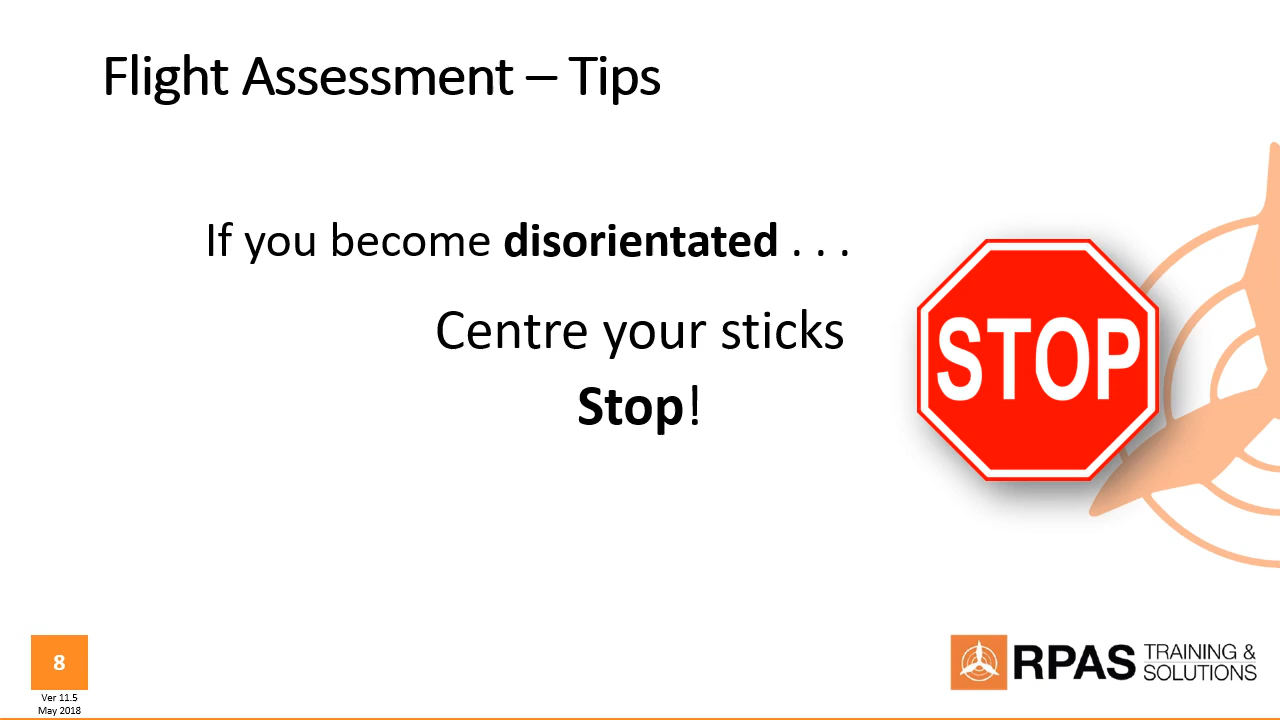 Flight Assessment – Tips
If you become disorientated . . .
Centre your sticks
Stop!
STOP
8
Ver 11.5
May 2018
RPAS TRAINING &
SOLUTIONS